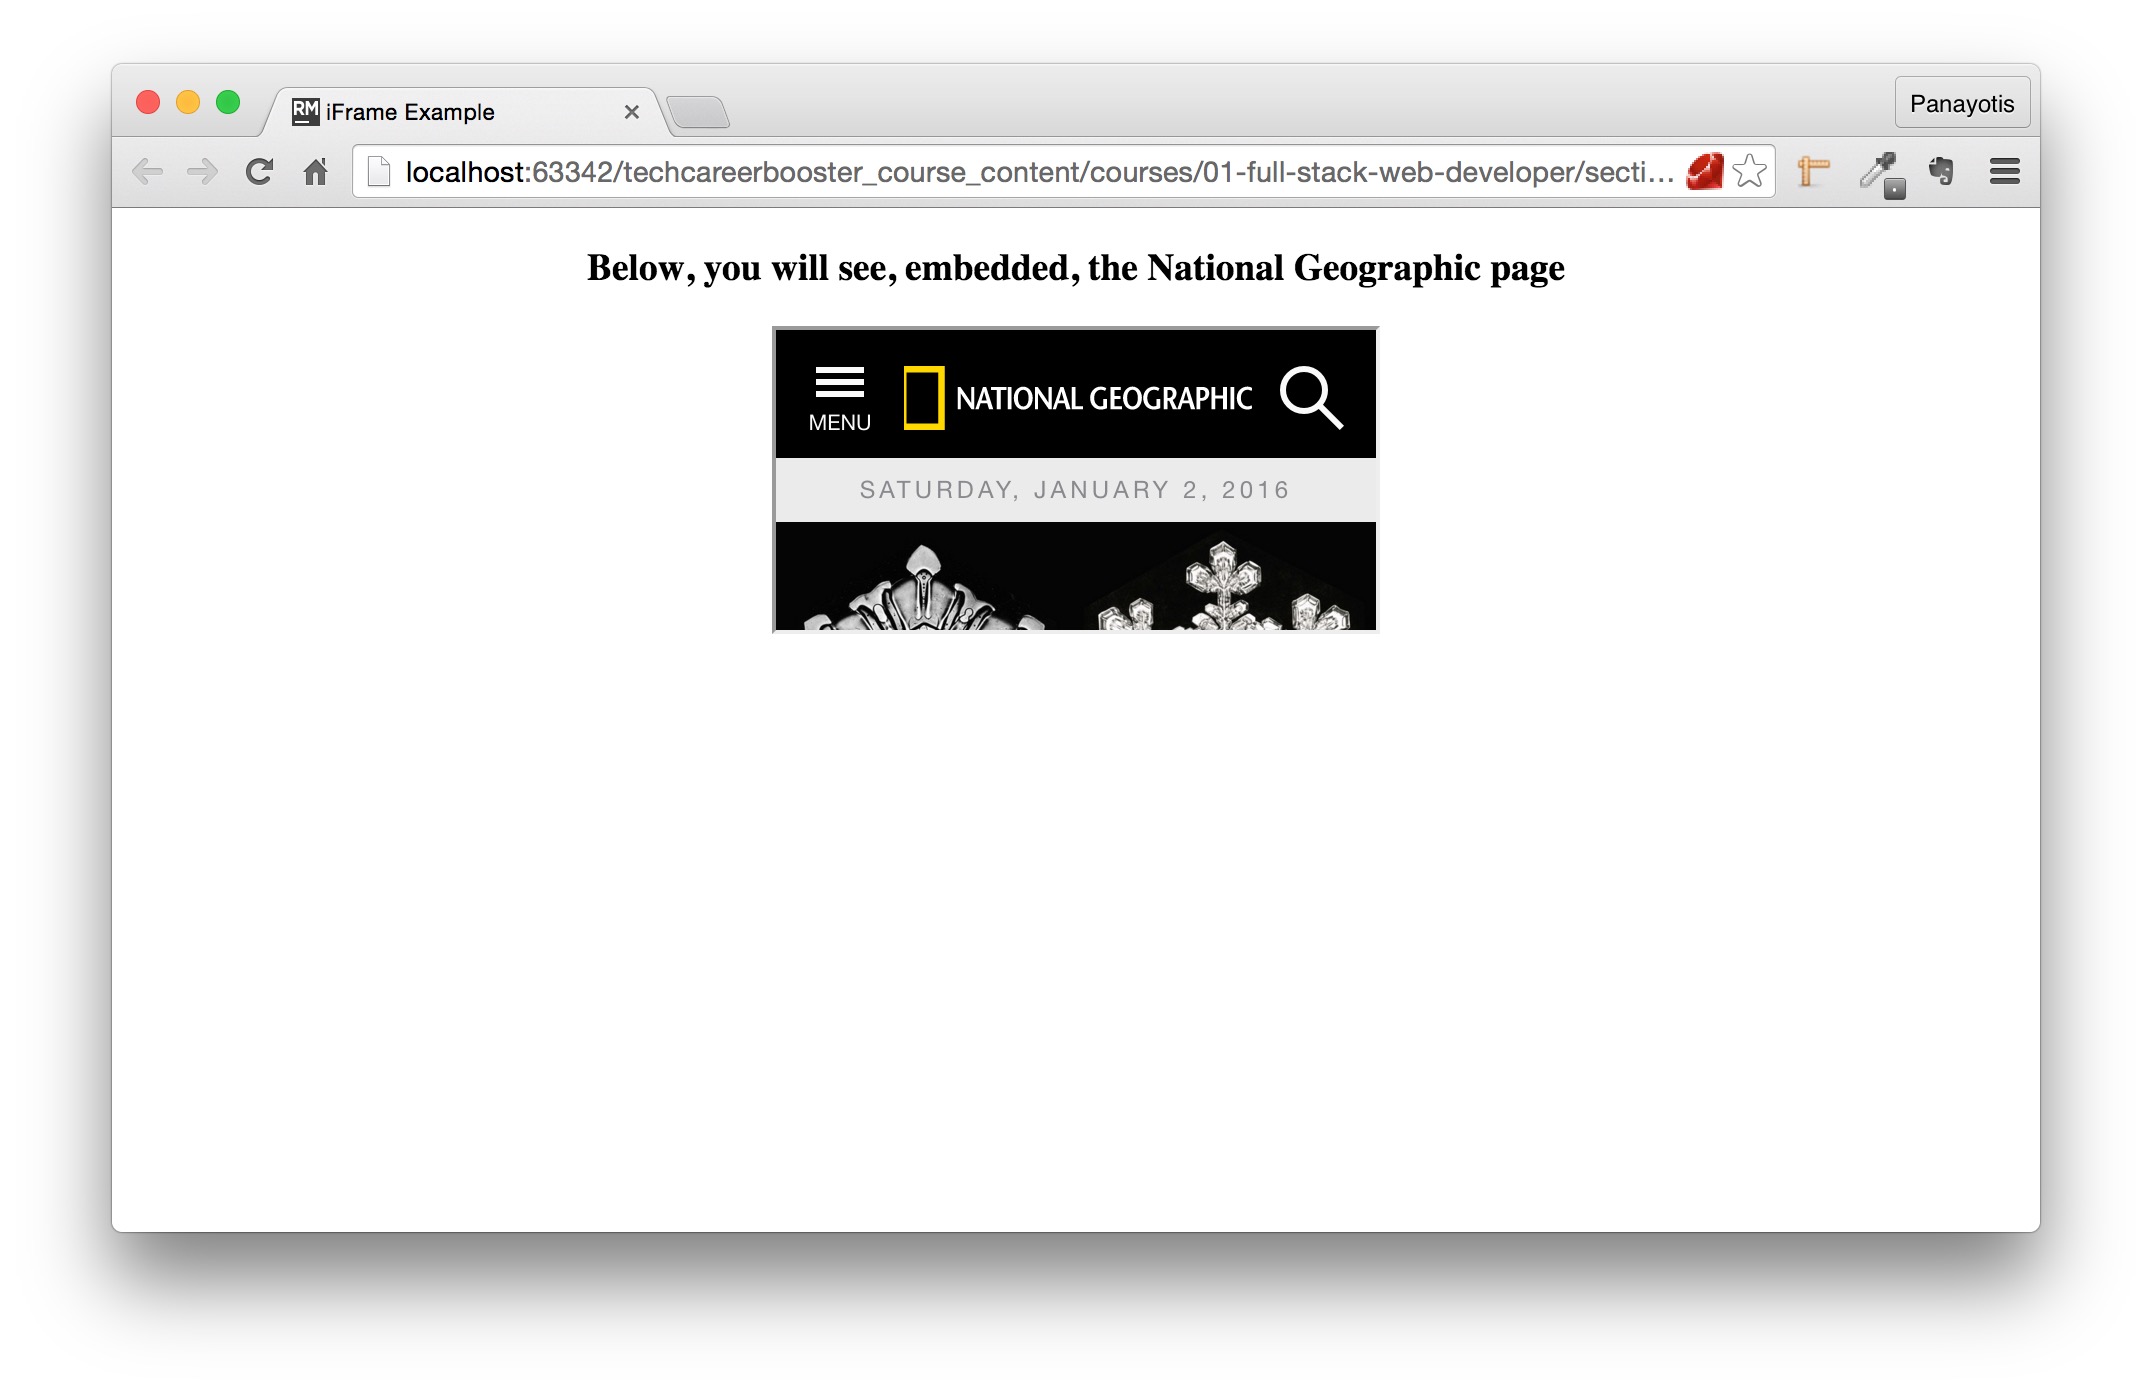 RM iFrame Example
Panayotis
localhost:63342/techcareerbooster_course_content/courses/01-full-stack-web-developer/secti...
Below, you will see, embedded, the National Geographic page
MENU
NATIONAL GEOGRAPHIC
SATURDAY, JANUARY 2, 2016